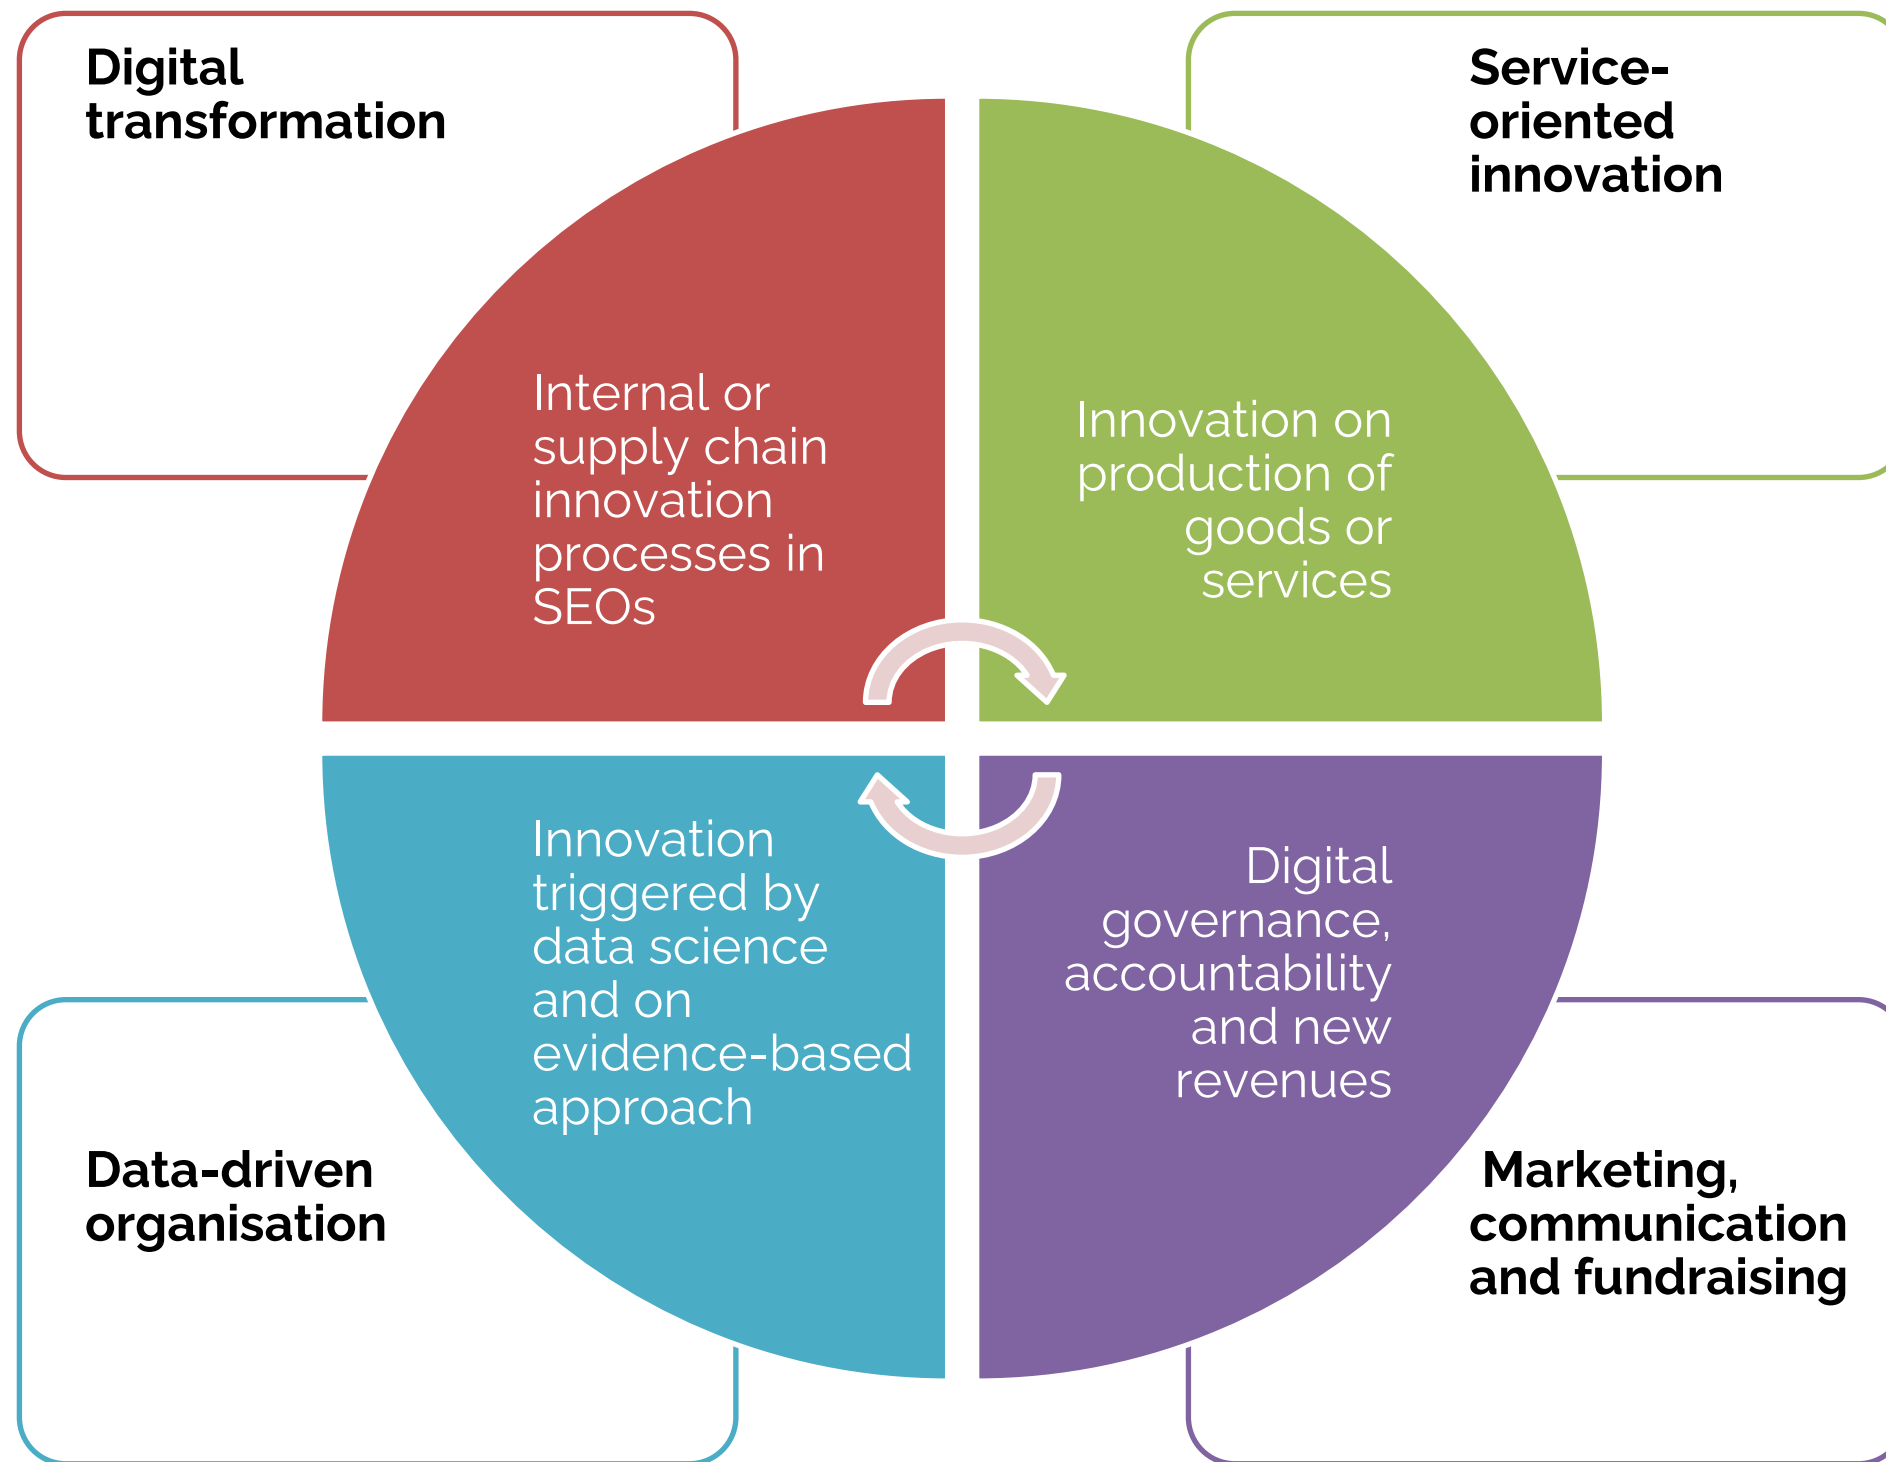 Digital
transformation
Service-
oriented
innovation
Internal or
supply chain
innovation
processes in
SEOs
Innovation on
production of
goods or
services
Innovation
triggered by
data science
and on
evidence-based
approach
Digital
governance,
accountability
and new
revenues
Data-driven
organisation
Marketing,
communication
and fundraising